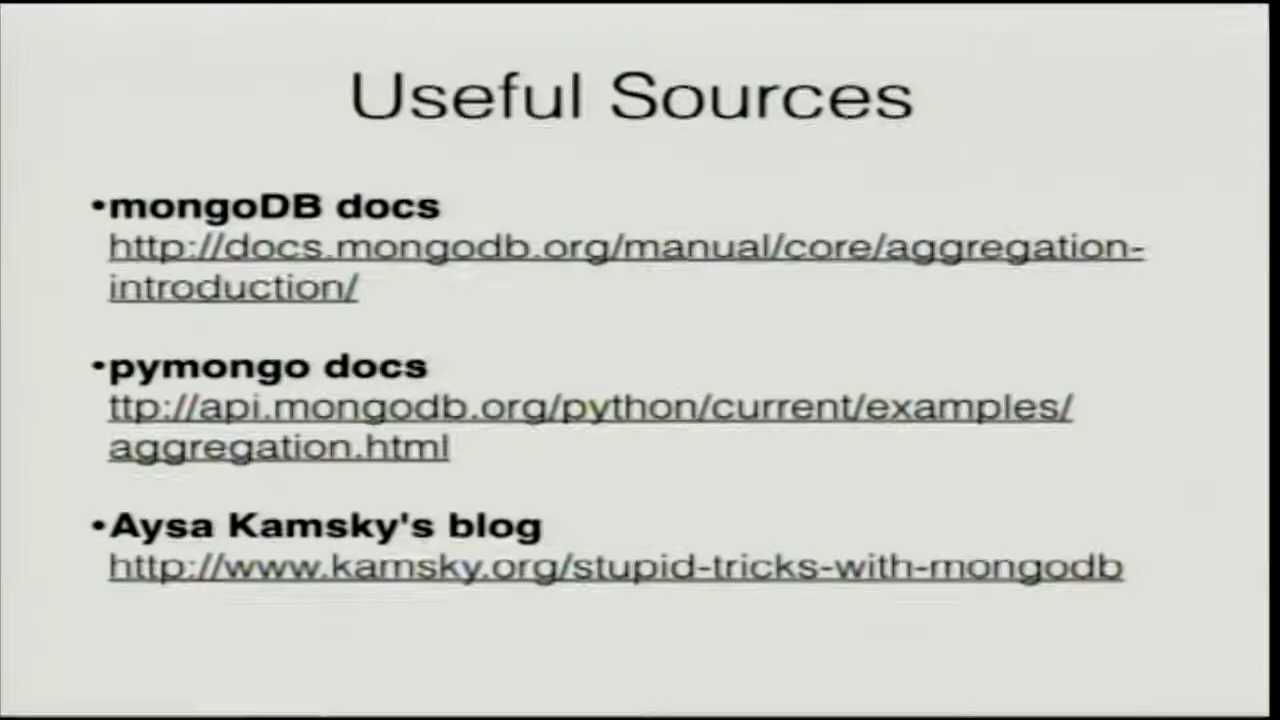 Useful Sources
•mongoDB docs
http://docs.mongodb.org/manual/core/aggregation-
introduction/
•pymongo docs
ttp://api.mongodb.org/python/current/examples/
aggregation.html
•Aysa Kamsky's blog
http://www.kamsky.org/stupid-tricks-with-mongodb